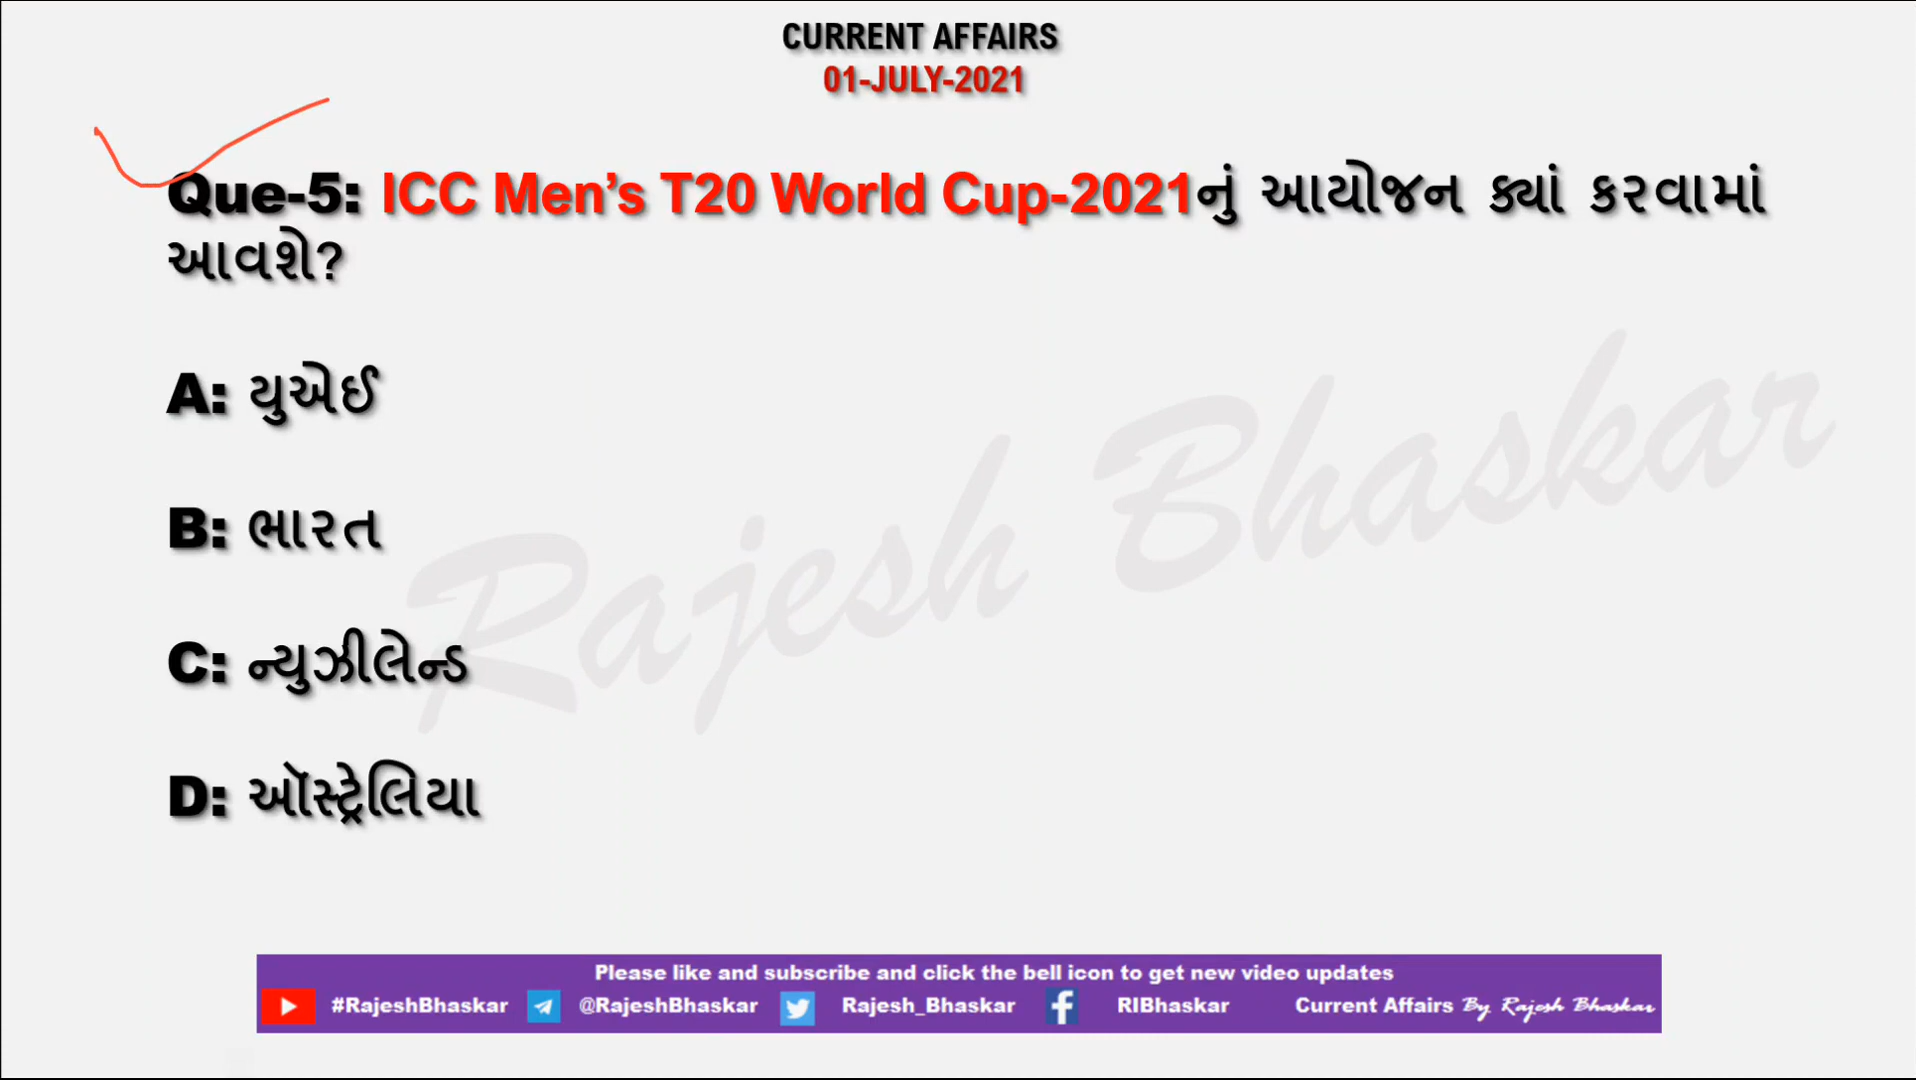 CURRENT AFFAIRS
01-JULY-2021
Que-5: ICC Men’s T20 World Cup-2021નું આયોજન ક્યાં કરવામાં
આવશે?
A: યુએઈ
B: ભારત
C: ન્યુઝીલેન્ડ
D: ઑસ્ટ્રેલિયા
Rajesh Bhaskar
Please like and subscribe and click the bell icon to get new video updates
#RajeshBhaskar @RajeshBhaskar Rajesh_Bhaskar RIBhaskar Current Affairs By Rajesh Bhaskar